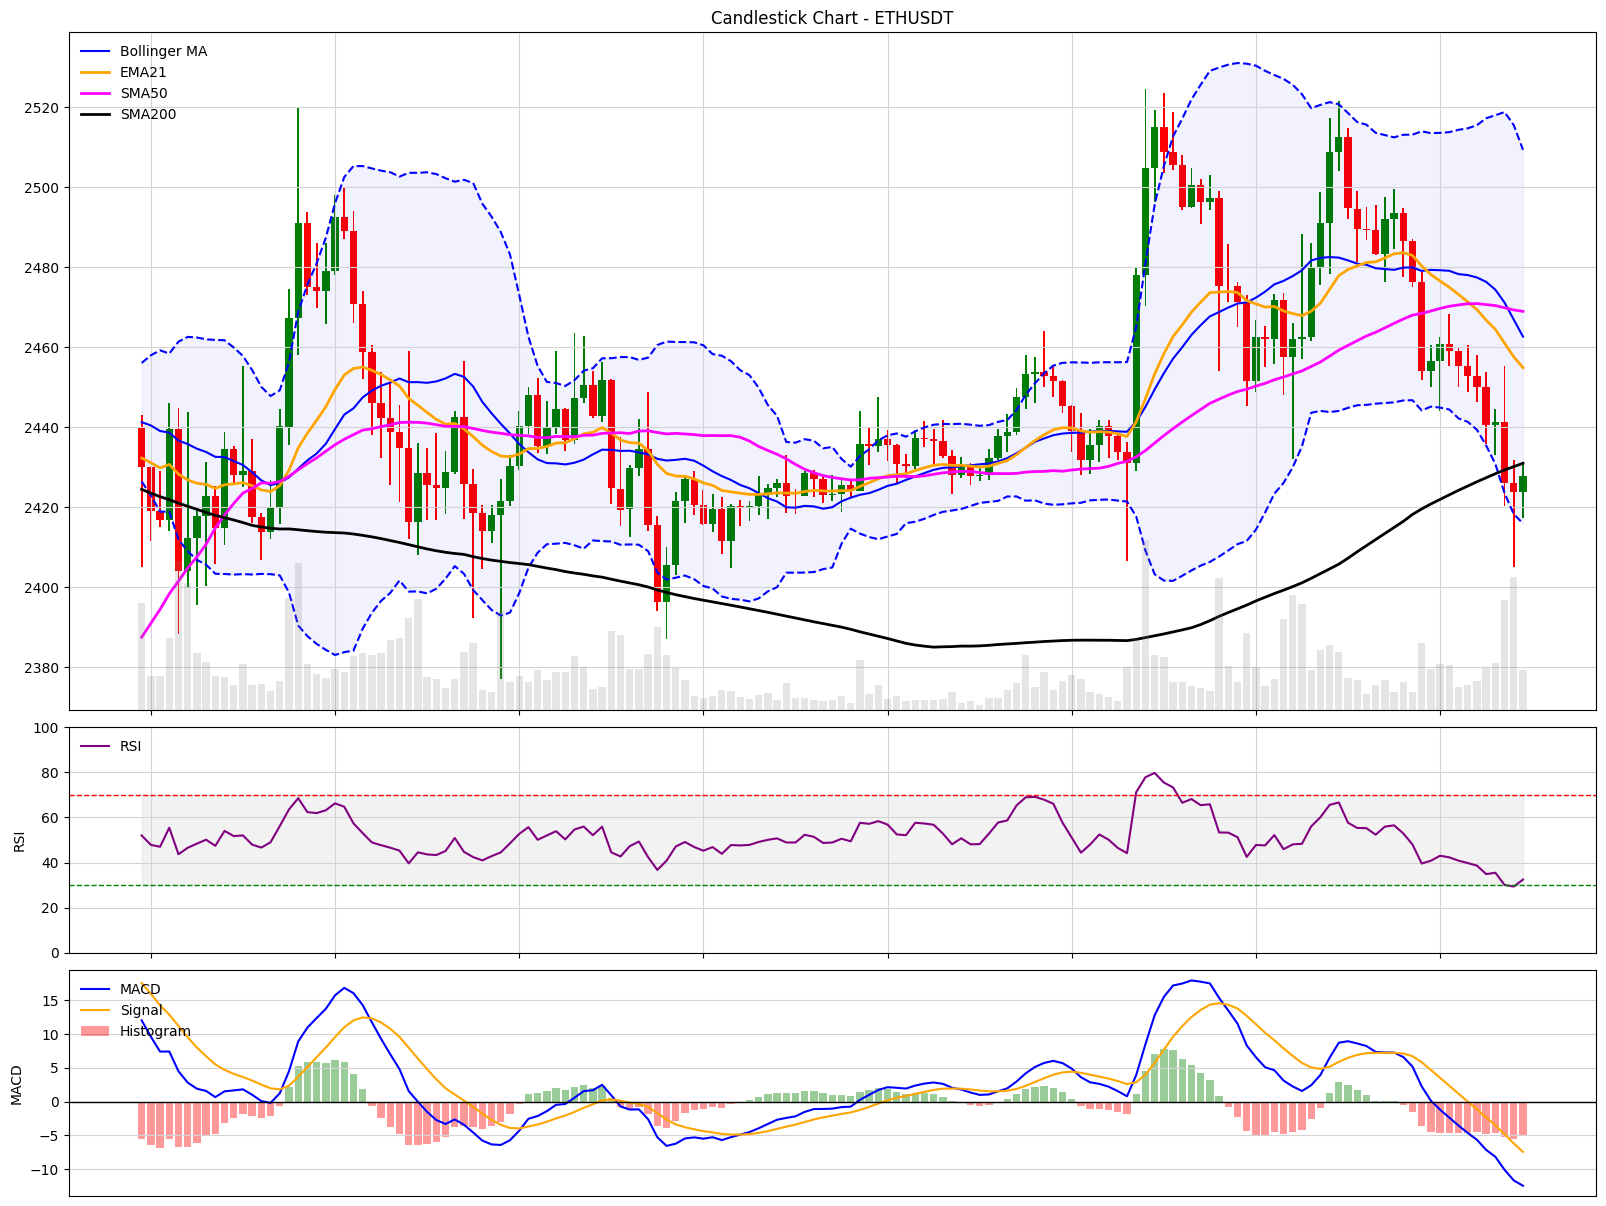 Candlestick Chart - ETHUSDT
Bollinger MA
EMA21
SMA50
SMA200
2520
2500
2480
2460
2440
2420
2400
2380
RSI
100
80
60
40
20
0
RSI
MACD
Signal
Histogram
15
10
5
0
−5
−10
MACD